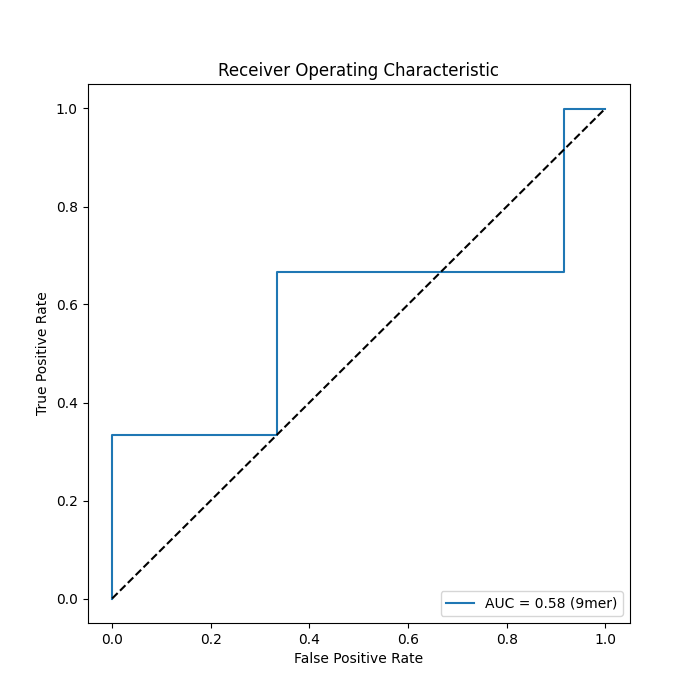 Receiver Operating Characteristic
1.0
0.8
0.6
0.4
0.2
0.0
True Positive Rate
AUC = 0.58 (9mer)
0.0 0.2 0.4 0.6 0.8 1.0
False Positive Rate